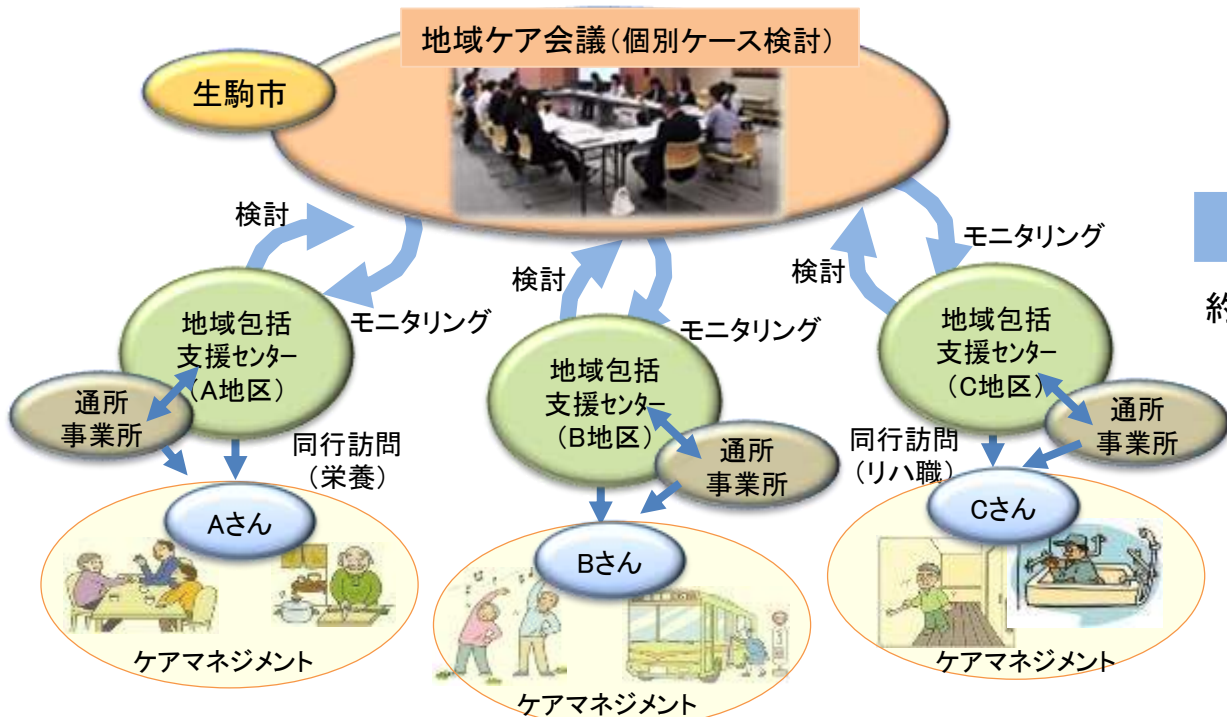 地域ケア会議（個別ケース検討）
生駒市
検討
モニタリング
検討
モニタリング
検討
モニタリング
地域包括
支援センター
（A地区）
通所
事業所
同行訪問
（栄養）
Aさん
ケアマネジメント
地域包括
支援センター
（B地区）
通所
事業所
Bさん
ケアマネジメント
地域包括
支援センター
（C地区）
通所
事業所
同行訪問
（リハ職）
Cさん
ケアマネジメント
約